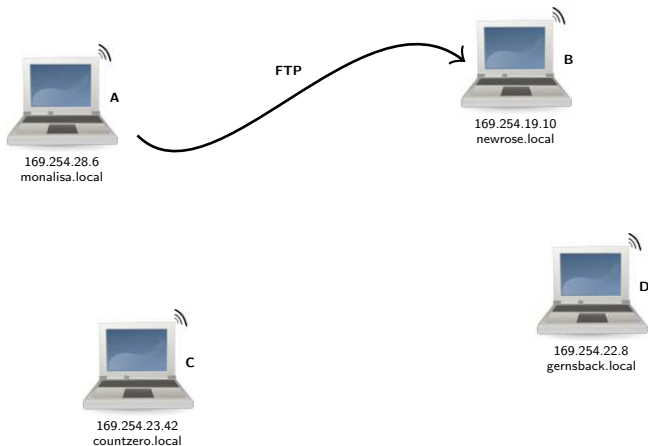 FTP
B
A
169.254.19.10
newrose.local
169.254.28.6
monalisa.local
D
C
169.254.22.8
gernsback.local
169.254.23.42
countzero.local